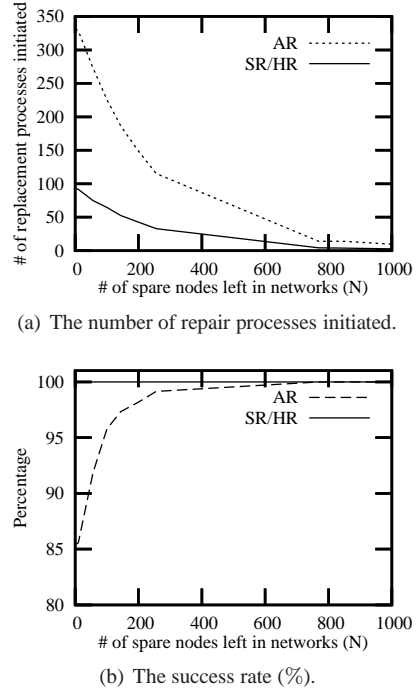 # of replacement processes initiated
350
300
250
200
150
100
50
0
AR
SR/HR
0 200 400 600 800 1000
# of spare nodes left in networks (N)
(a) The number of repair processes initiated.
Percentage
100
95
90
85
80
AR
SR/HR
0 200 400 600 800 1000
# of spare nodes left in networks (N)
(b) The success rate (%).